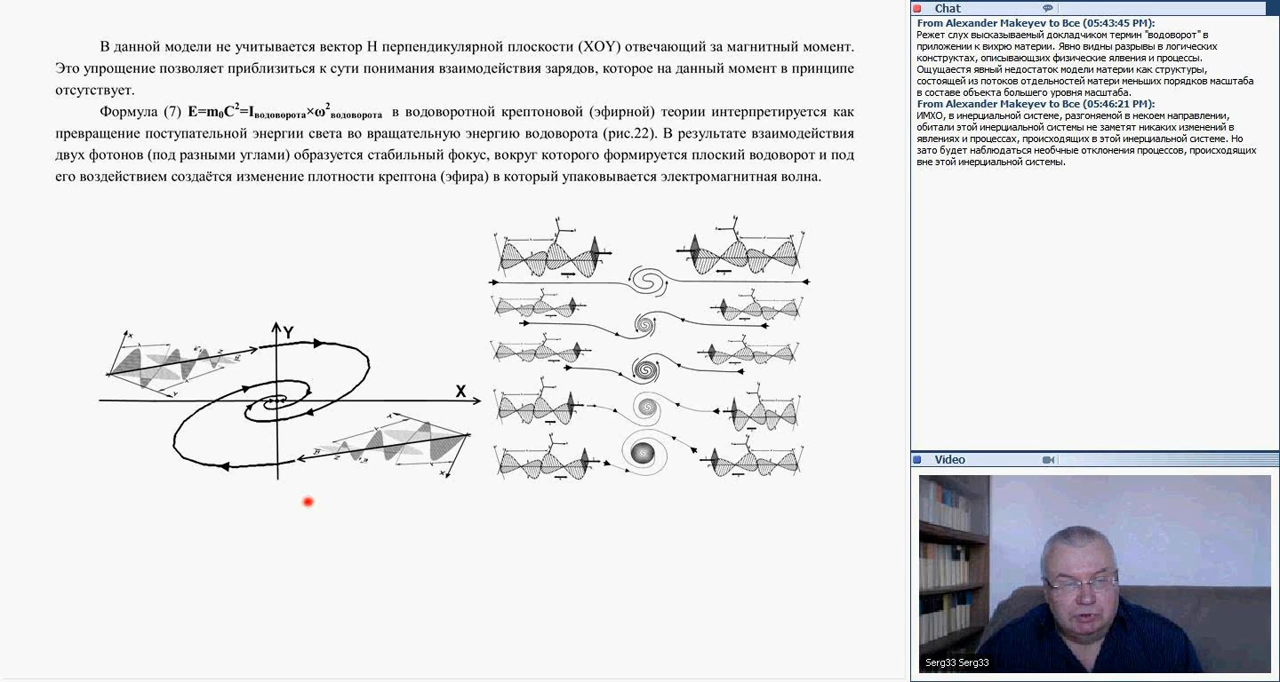 В данной модели не учитывается вектор H перпендикулярной плоскости (XOY) отвечающий за магнитный момент.
Это упрощение позволяет приблизиться к сути понимания взаимодействия зарядов, которое на данный момент в принципе
отсутствует.
Формула (7) E=m₀C²=Iводоворота×ω²водоворота в водоворотной крептоновой (эфирной) теории интерпретируется как
превращение поступательной энергии света во вращательную энергию водоворота (рис.22). В результате взаимодействия
двух фотонов (под разными углами) образуется стабильный фокус, вокруг которого формируется плоский водоворот и под
его воздействием создаётся изменение плотности крептона (эфира) в который упаковывается электромагнитная волна.
Y
X
Chat
From Alexander Makeyev to Все (05:43:45 PM):
Режет слух высказываемый докладчиком термин "водоворот" в
приложении к вихрю материи. Явно видны разрывы в логических
конструктах, описывающзих физические ялвения и процессы.
Ощущаестя явный недостаток модели материи как структуры,
состоящей из потоков отдельностей матери меньших порядков масштаба
в составе объекта большего уровня масштаба.
From Alexander Makeyev to Все (05:46:21 PM):
ИМХО, в инерциальной системе, разгоняемой в некоем направлении,
обитали этой инерциальной системы не заметят никаких изменений в
явлениях и процессах, происходящих в этой инерциальной системе. Но
зато будет наблюдаться необчные отклонения процессов, происходящих
вне этой инерциальной системы.
Video
Serg33 Serg33